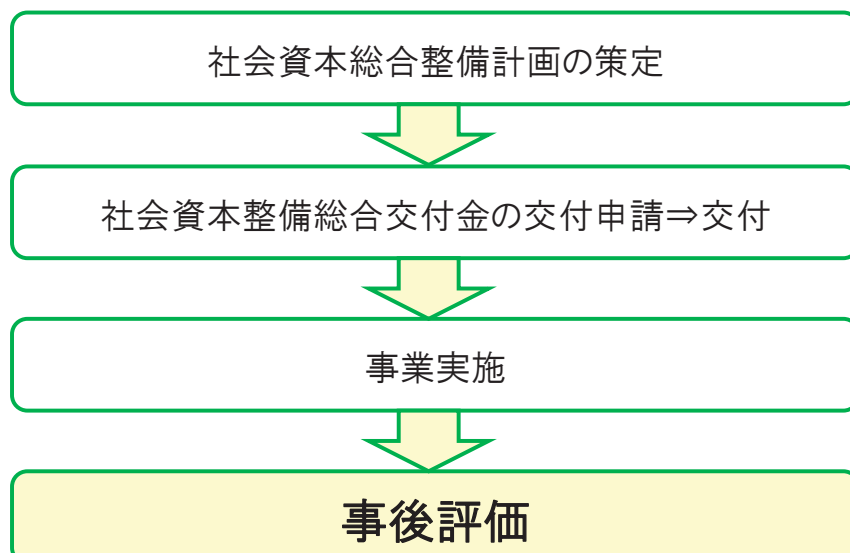 社会資本総合整備計画の策定
社会資本整備総合交付金の交付申請⇒交付
事業実施
事後評価